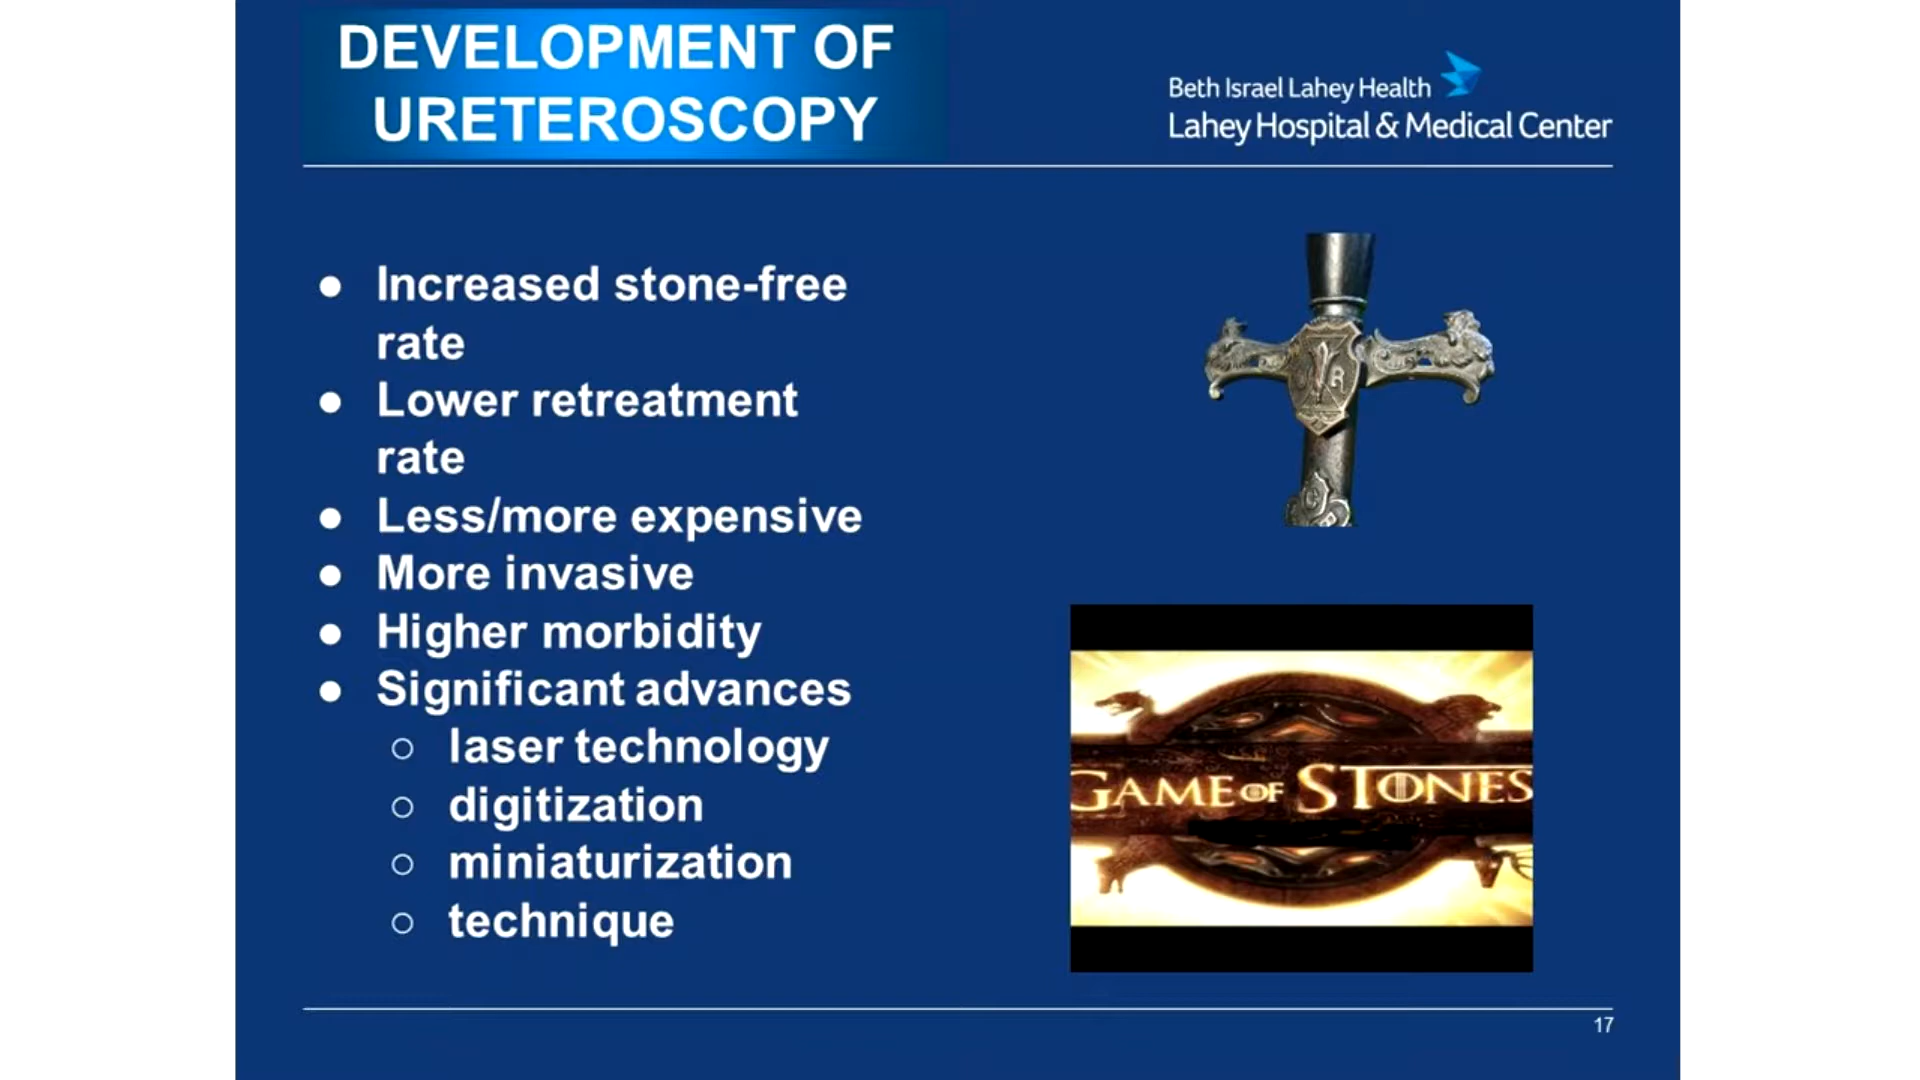 DEVELOPMENT OF
URETEROSCOPY
Beth Israel Lahey Health
Lahey Hospital & Medical Center
● Increased stone-free
rate
● Lower retreatment
rate
● Less/more expensive
● More invasive
● Higher morbidity
● Significant advances
○ laser technology
○ digitization
○ miniaturization
○ technique
GAME OF STONES
17